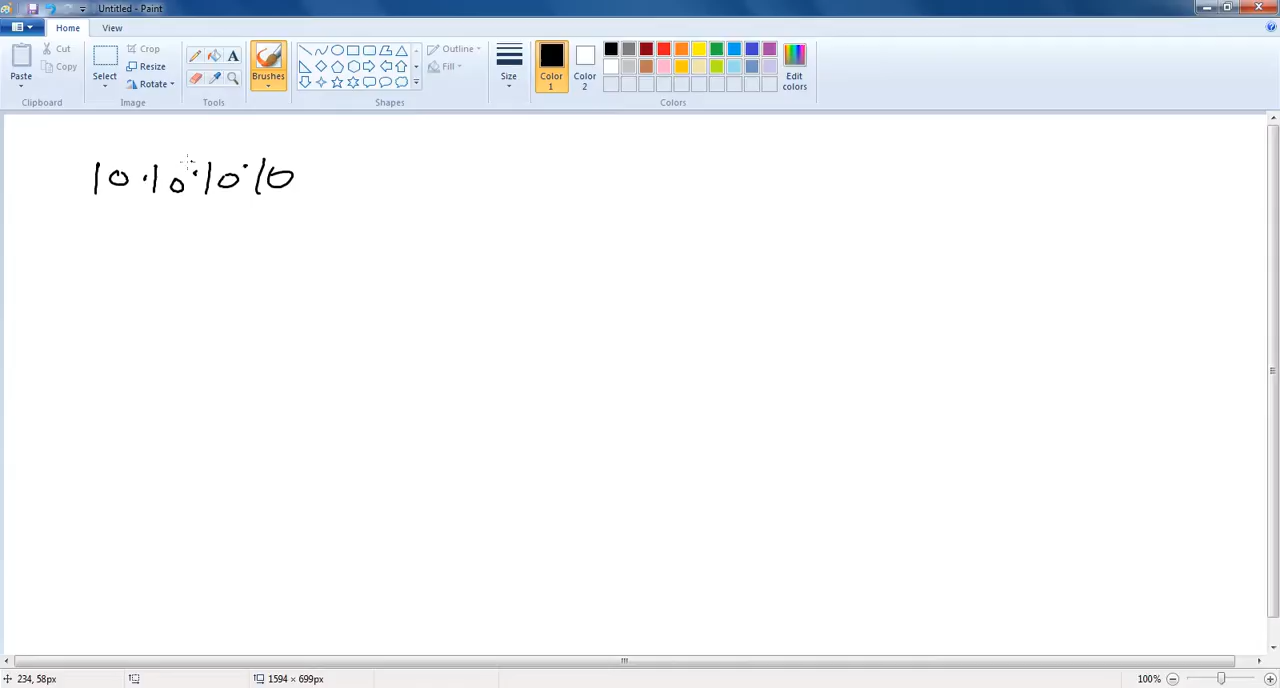 Untitled - Paint
Home View
Paste
Cut
Copy
Clipboard
Select
Crop
Resize
Rotate
Image
A
Tools
Brushes
Shapes
Outline
Fill
Size
Color 1
Color 2
Edit colors
Colors
10·10·10·10
234, 58px
1594 × 699px
100%